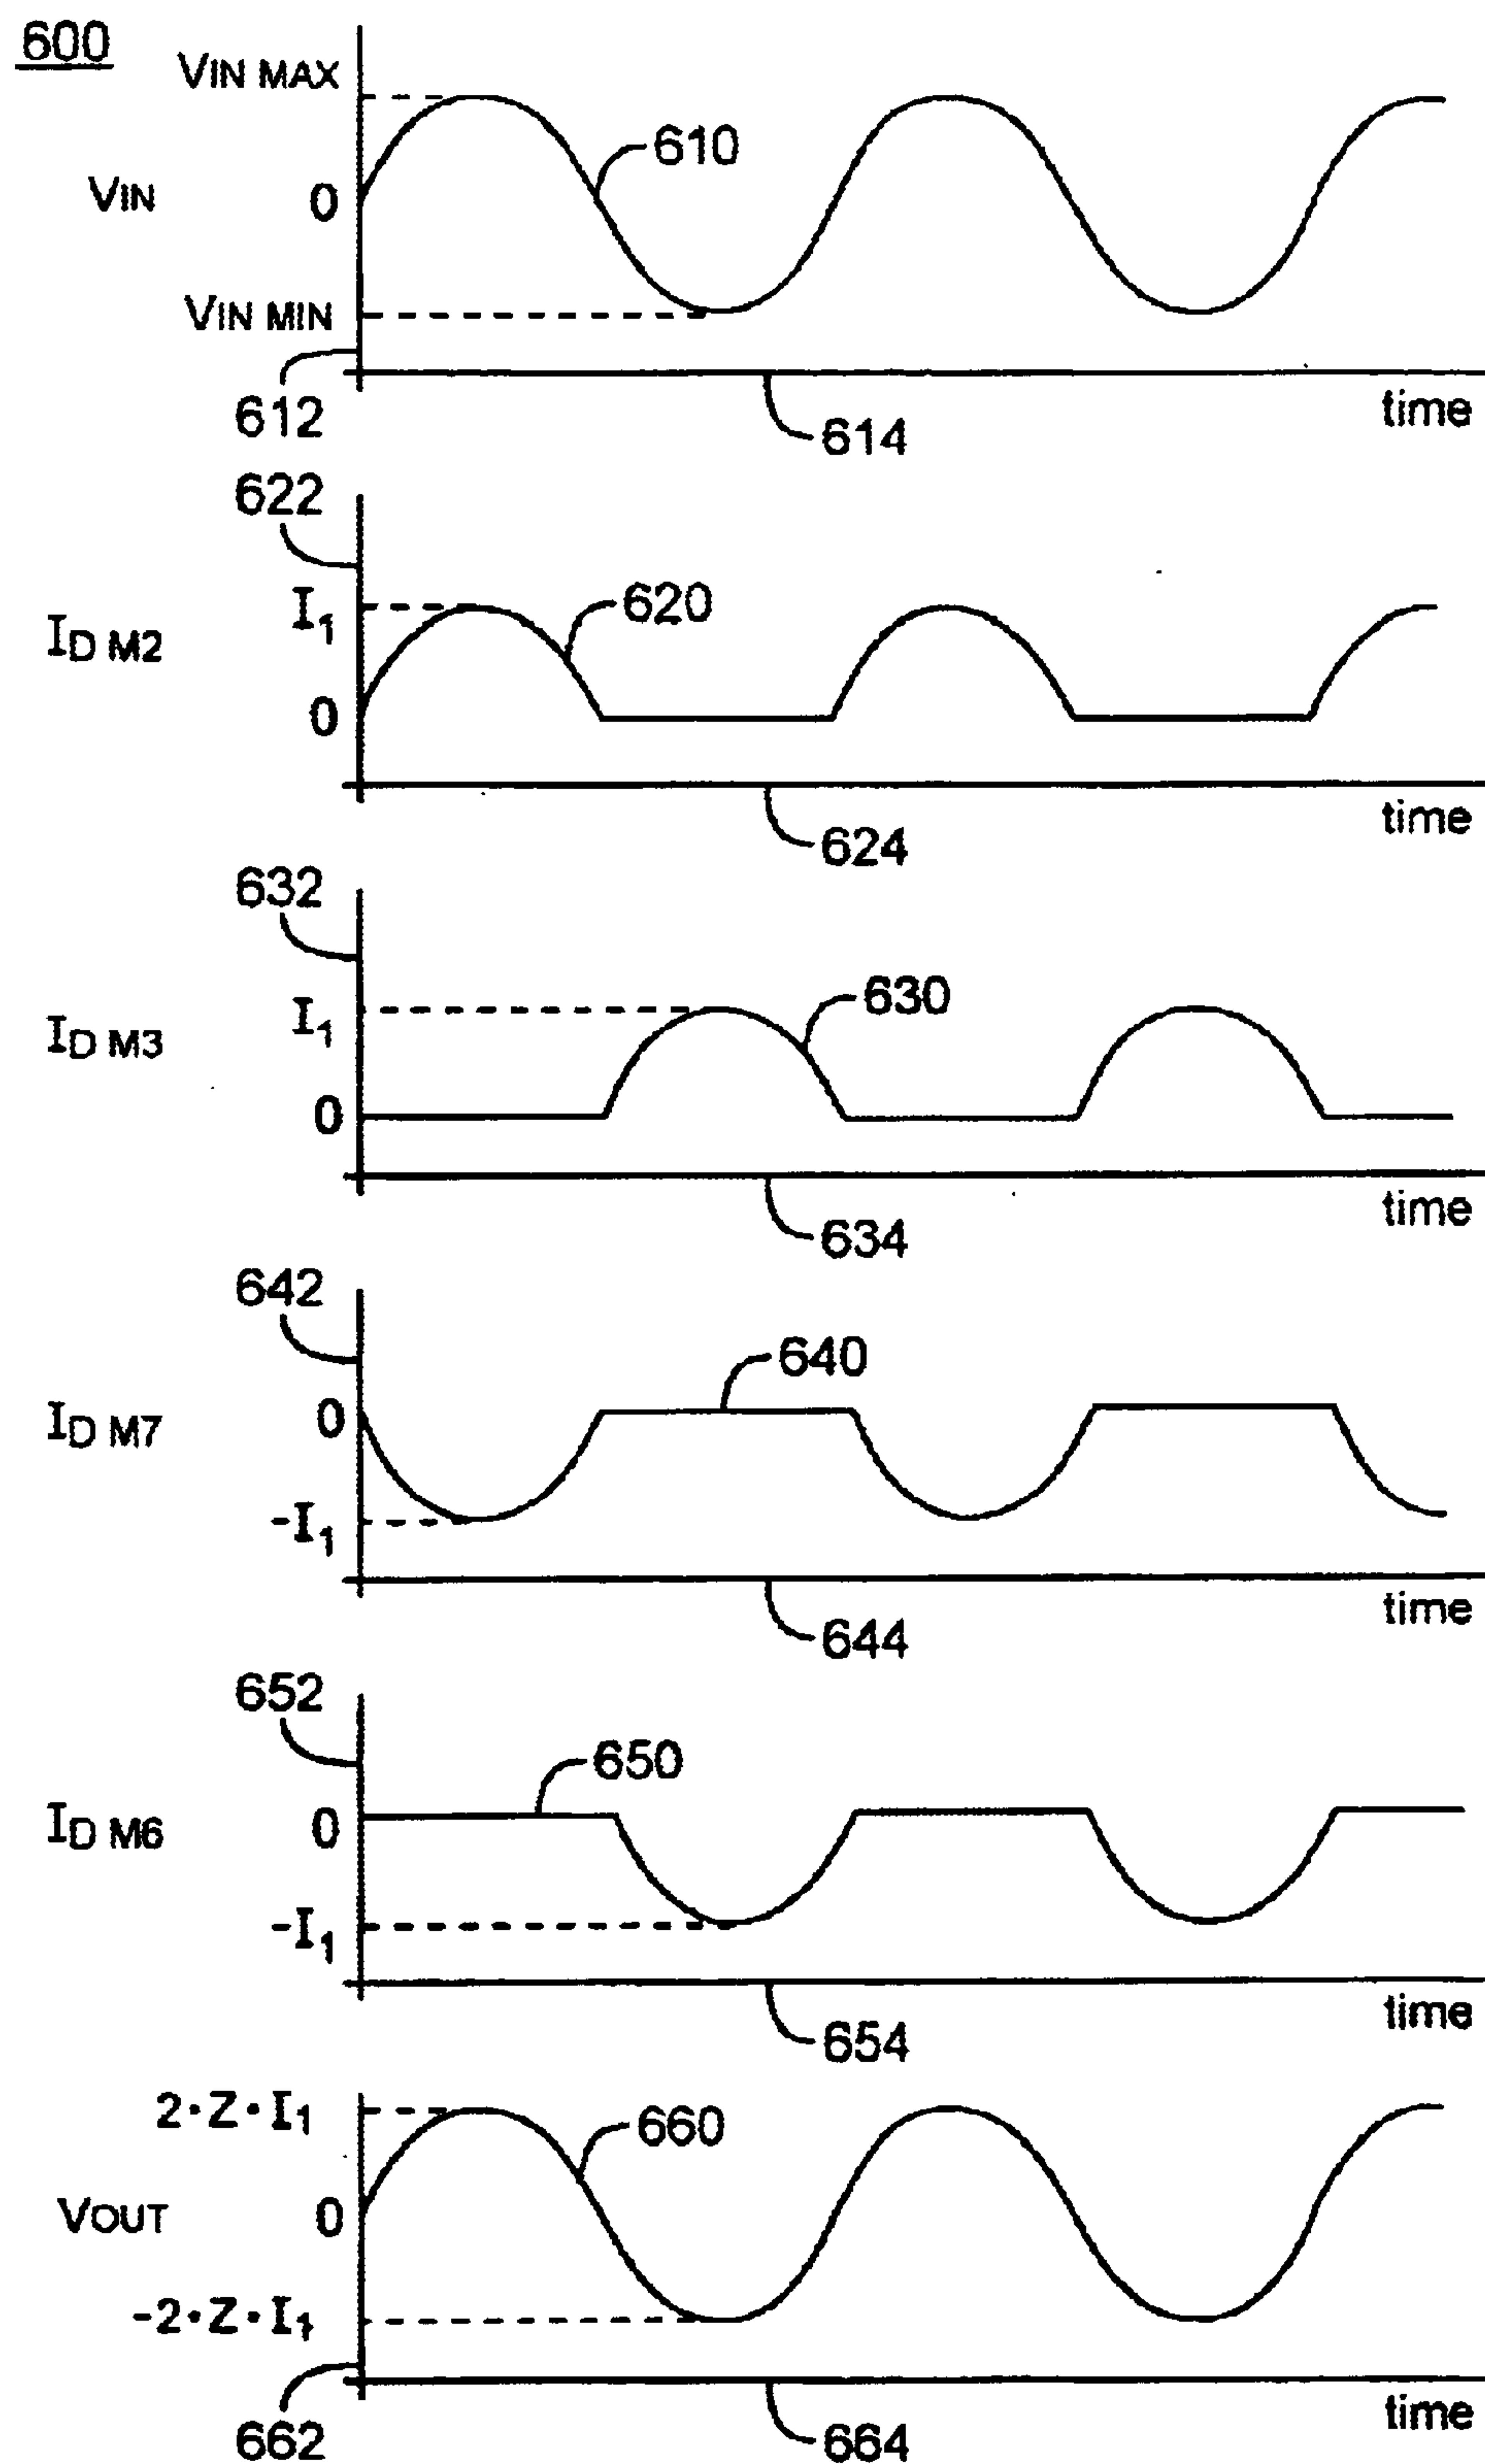 600
VIN MAX
610
VIN
0
VIN MIN
612
614
time
622
I1
620
ID M2
0
624
time
632
630
I1
ID M3
0
634
time
642
640
0
ID M7
-I1
644
time
652
650
0
ID M6
-I1
654
time
2·Z·I1
660
VOUT
0
-2·Z·I1
662
664
time